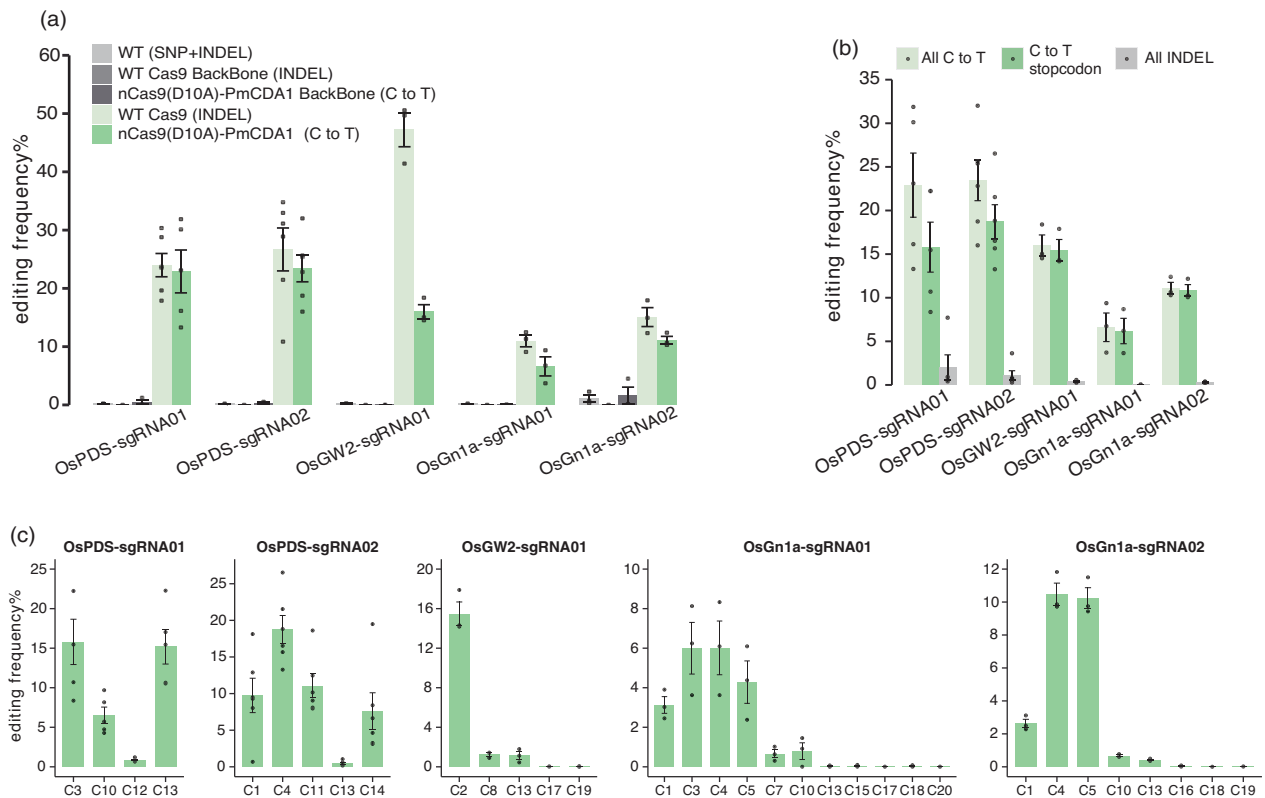 (a)
WT (SNP+INDEL)
WT Cas9 BackBone (INDEL)
nCas9(D10A)-PmCDA1 BackBone (C to T)
WT Cas9 (INDEL)
nCas9(D10A)-PmCDA1 (C to T)
editing frequency%
60
50
40
30
20
10
0
OsPDS-sgRNA01
OsPDS-sgRNA02
OsGW2-sgRNA01
OsGn1a-sgRNA01
OsGn1a-sgRNA02
(b)
All C to T
C to T
stopcodon
All INDEL
editing frequency%
35
30
25
20
15
10
5
0
OsPDS-sgRNA01
OsPDS-sgRNA02
OsGW2-sgRNA01
OsGn1a-sgRNA01
OsGn1a-sgRNA02
(c)
editing frequency%
OsPDS-sgRNA01
25
20
15
10
5
0
C3 C10 C12 C13
OsPDS-sgRNA02
25
20
15
10
5
0
C1 C4 C11 C13 C14
OsGW2-sgRNA01
20
16
12
8
4
0
C2 C8 C13 C17 C19
OsGn1a-sgRNA01
10
8
6
4
2
0
C1 C3 C4 C5 C7 C10 C13 C15 C17 C18 C20
OsGn1a-sgRNA02
12
10
8
6
4
2
0
C1 C4 C5 C10 C13 C16 C18 C19